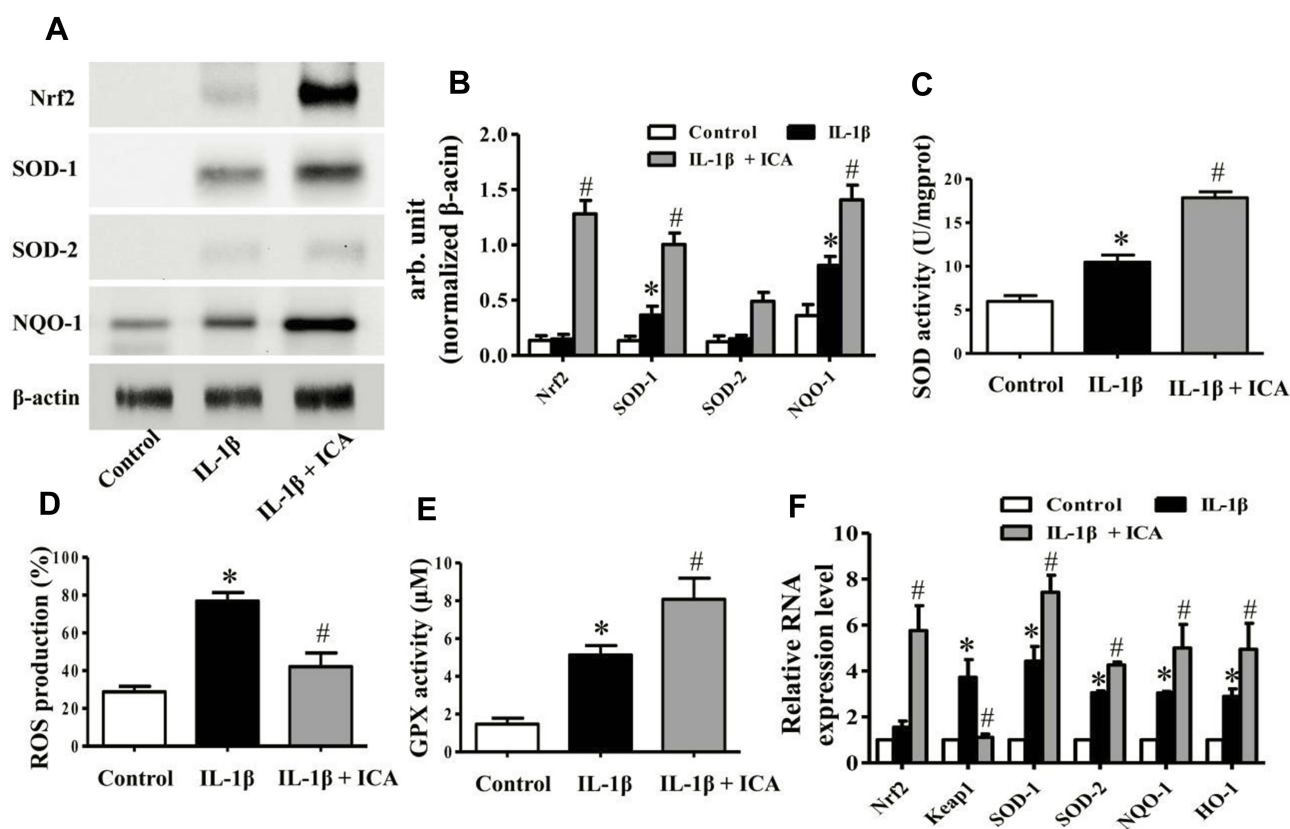 A
Nrf2
SOD-1
SOD-2
NQO-1
β-actin
Control
IL-1β
IL-1β + ICA
B
arb. unit
(normalized β-acin)
Control
IL-1β
IL-1β + ICA
2.0
1.5
1.0
0.5
0.0
#
*
#
*
#
Nrf2
SOD-1
SOD-2
NQO-1
C
SOD activity (U/mgprot)
20
15
10
5
0
*
#
Control
IL-1β
IL-1β + ICA
D
ROS production (%)
100
80
60
40
20
0
*
#
Control
IL-1β
IL-1β + ICA
E
GPX activity (μM)
10
8
6
4
2
0
*
#
Control
IL-1β
IL-1β + ICA
F
Relative RNA
expression level
Control
IL-1β
IL-1β + ICA
10
8
6
4
2
0
#
*
#
*
#
*
#
*
#
*
#
Nrf2
Keap1
SOD-1
SOD-2
NQO-1
HO-1